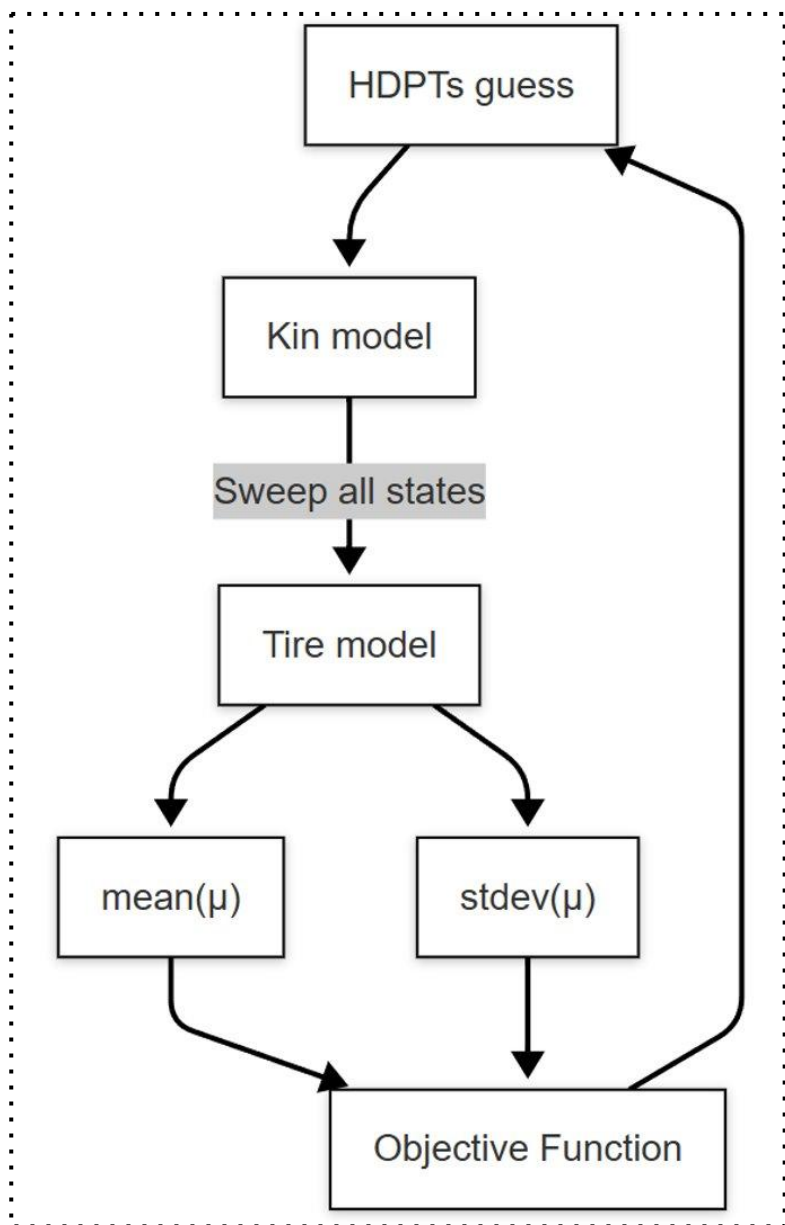 HDPTs guess
Kin model
Sweep all states
Tire model
mean(μ)
stdev(μ)
Objective Function